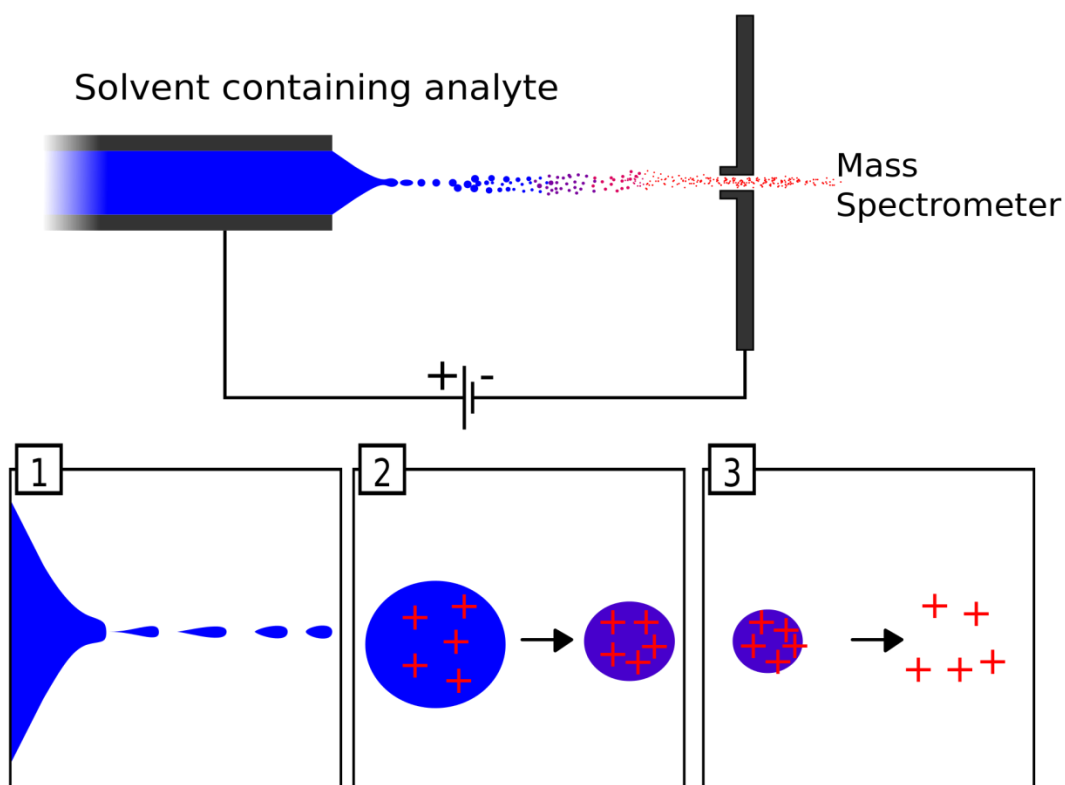 Solvent containing analyte
Mass
Spectrometer
+ -
1
2
3